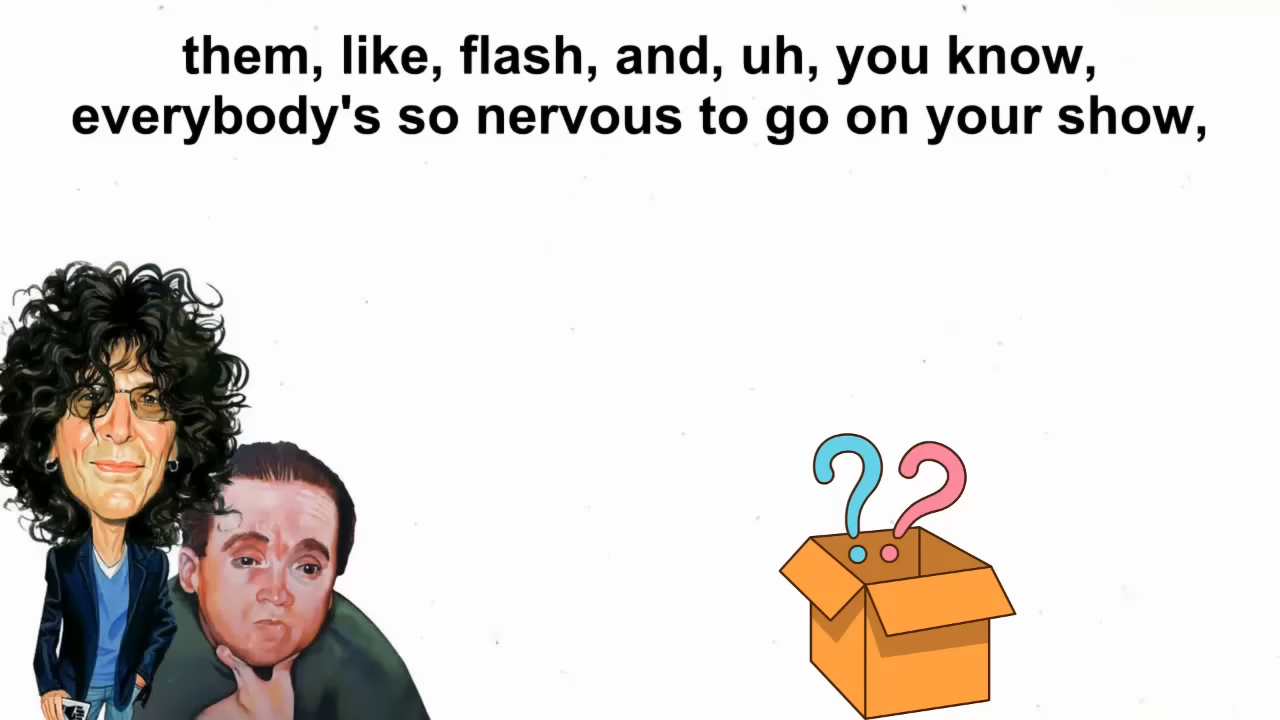 them, like, flash, and, uh, you know,
everybody's so nervous to go on your show,